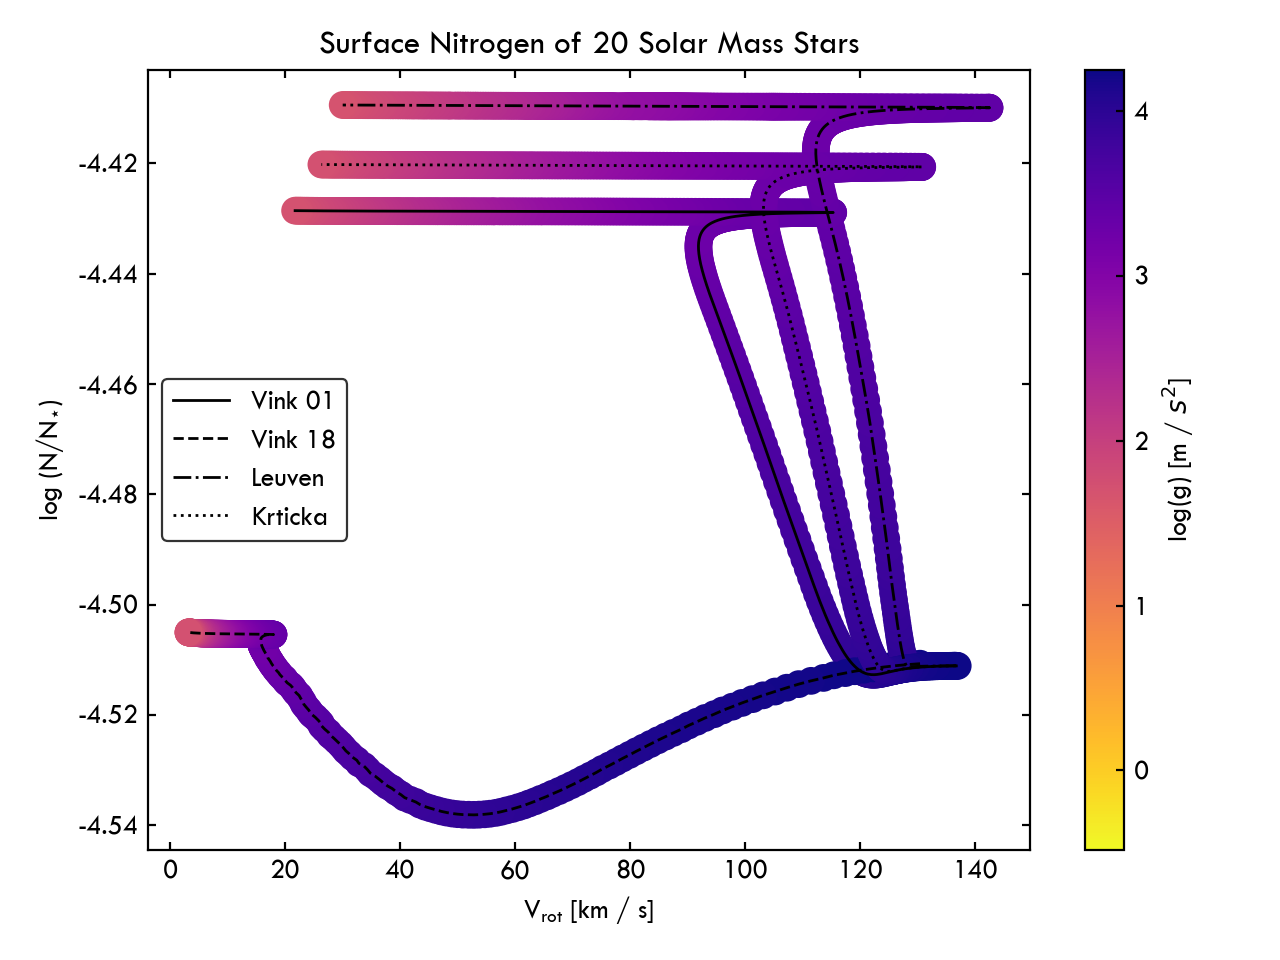 Surface Nitrogen of 20 Solar Mass Stars
-4.42
-4.44
-4.46
-4.48
-4.50
-4.52
-4.54
log (N/N⋆)
Vink 01
Vink 18
Leuven
Krticka
0 20 40 60 80 100 120 140
V_rot [km / s]
4
3
2
1
0
log(g) [m / s²]